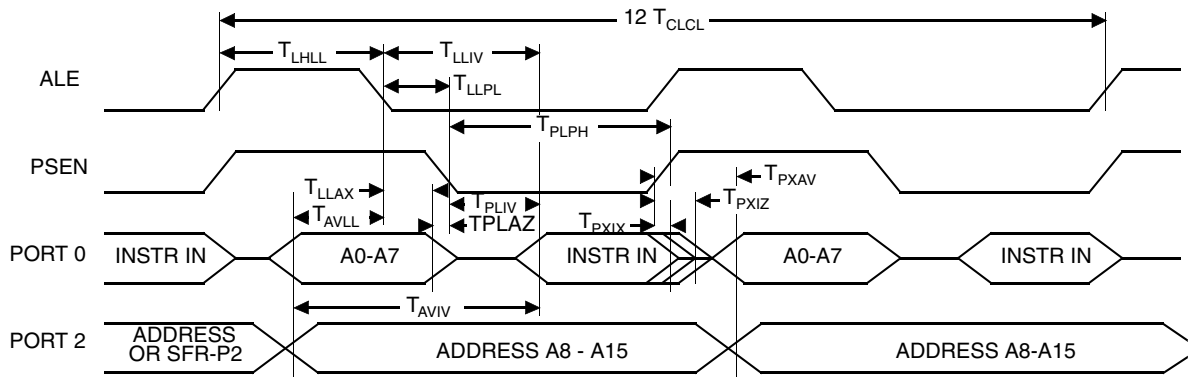 12 TCLCL
TLHLL TLLIV
ALE
TLLPL
TPLPH
PSEN
TLLAX TPXAV
TPLIV TPXIZ
TAVLL TPLAZ TPXIX
PORT 0 INSTR IN A0-A7 INSTR IN A0-A7 INSTR IN
TAVIV
PORT 2 ADDRESS OR SFR-P2 ADDRESS A8 - A15 ADDRESS A8-A15